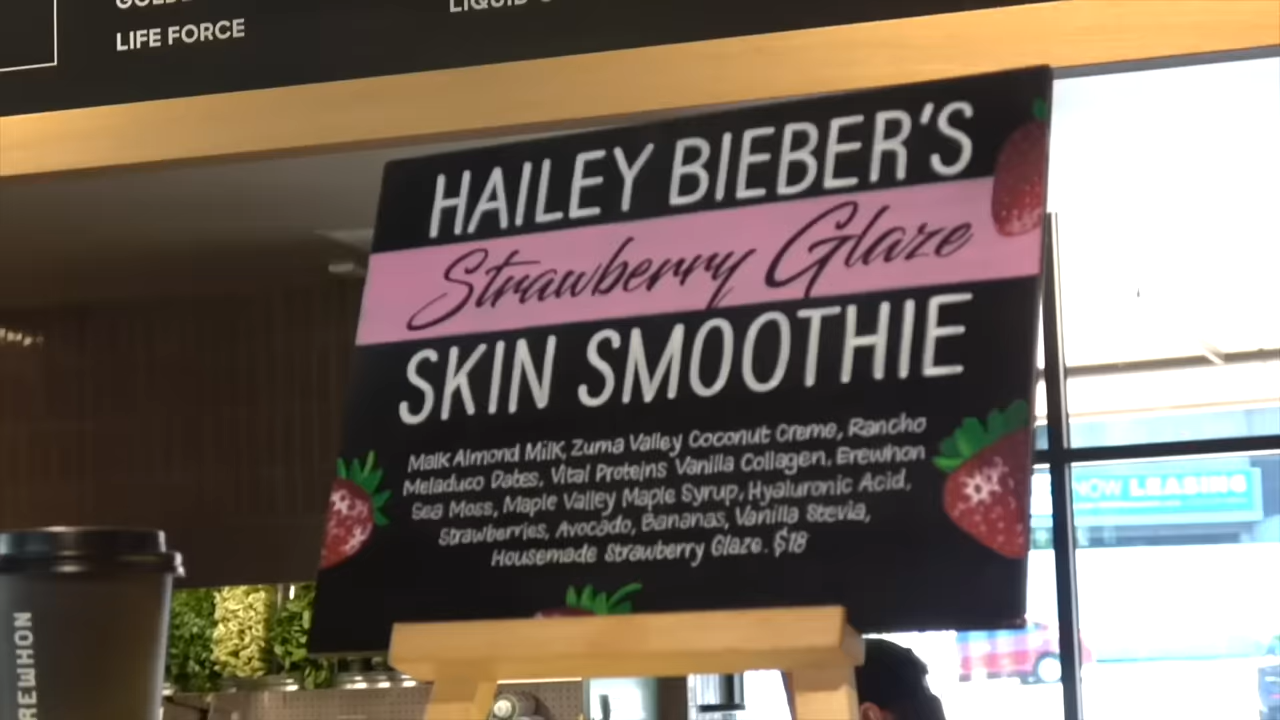 LIFE FORCE
HAILEY BIEBER'S
Strawberry Glaze
SKIN SMOOTHIE
Malk Almond Milk, Zuma Valley Coconut Creme, Rancho
Meladuco Dates, Vital Proteins Vanilla Collagen, Erewhon
Sea Moss, Maple Valley Maple Syrup, Hyaluronic Acid,
Strawberries, Avocado, Bananas, Vanilla Stevia,
Housemade Strawberry Glaze. $18
NOW LEASING
REWHON